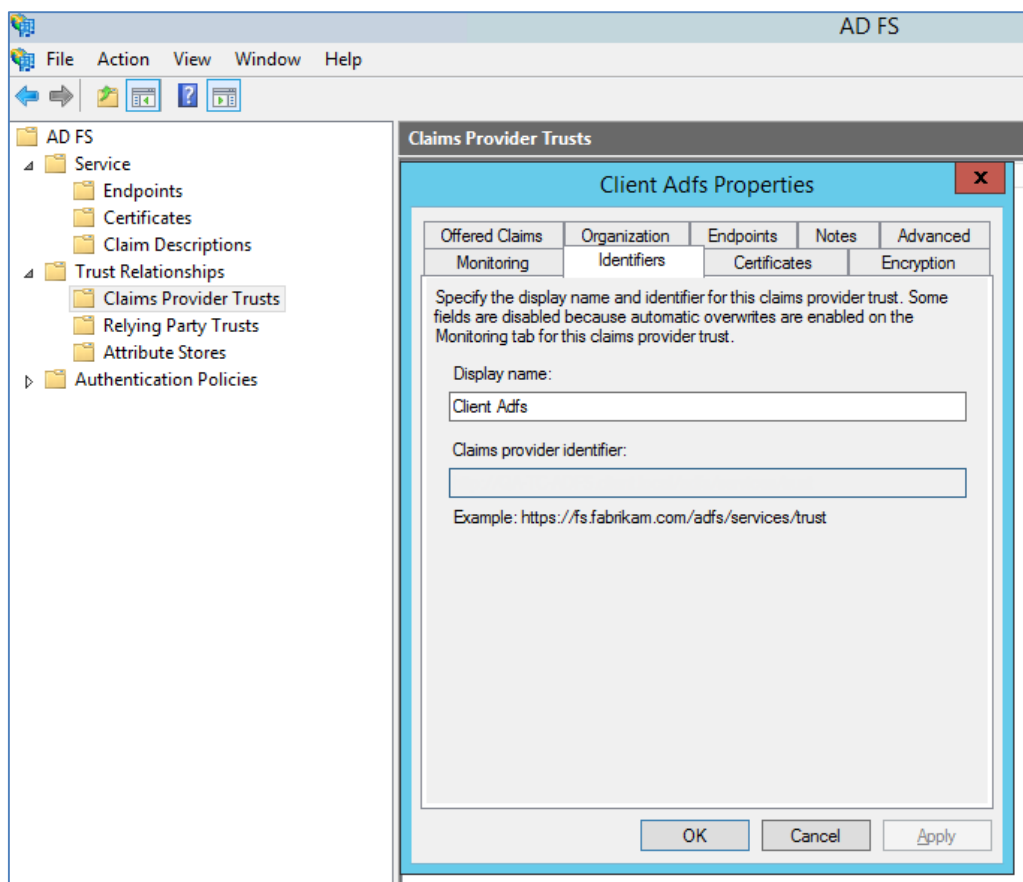 AD FS
File Action View Window Help
AD FS
Service
Endpoints
Certificates
Claim Descriptions
Trust Relationships
Claims Provider Trusts
Relying Party Trusts
Attribute Stores
Authentication Policies
Claims Provider Trusts
Client Adfs Properties
x
Offered Claims Organization Endpoints Notes Advanced
Monitoring Identifiers Certificates Encryption
Specify the display name and identifier for this claims provider trust. Some
fields are disabled because automatic overwrites are enabled on the
Monitoring tab for this claims provider trust.
Display name:
Client Adfs
Claims provider identifier:
Example: https://fs.fabrikam.com/adfs/services/trust
OK Cancel Apply